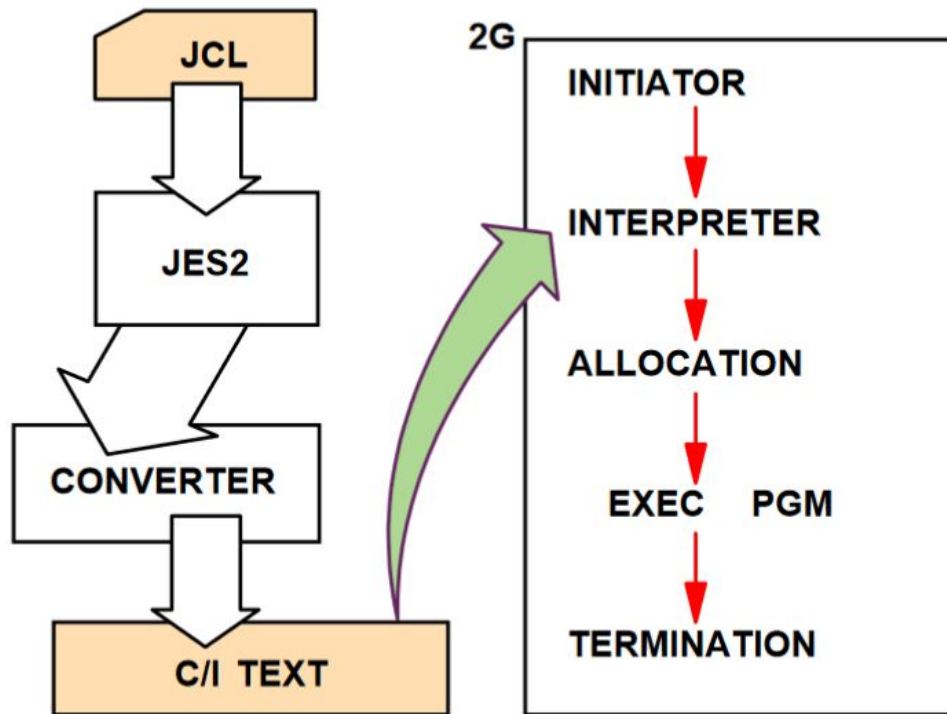 JCL
JES2
CONVERTER
C/I TEXT
2G
INITIATOR
INTERPRETER
ALLOCATION
EXEC PGM
TERMINATION